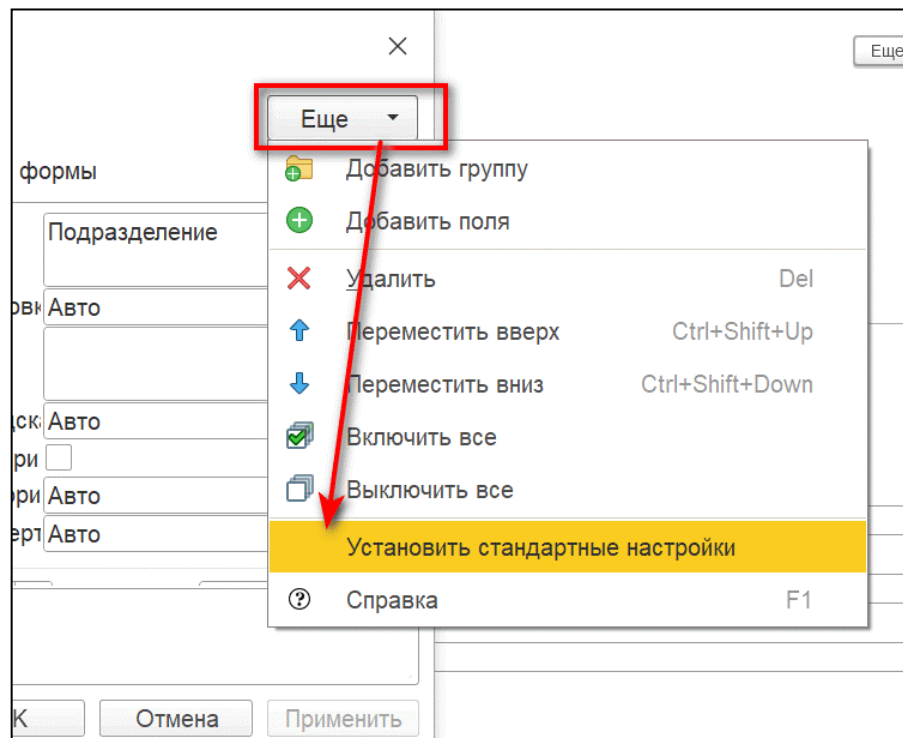 Еще
Еще
формы
Добавить группу
Подразделение
Добавить поля
Удалить Del
Авто
Переместить вверх Ctrl+Shift+Up
Переместить вниз Ctrl+Shift+Down
Авто
Включить все
ри
Авто
Выключить все
Авто
Установить стандартные настройки
Справка F1
К Отмена Применить